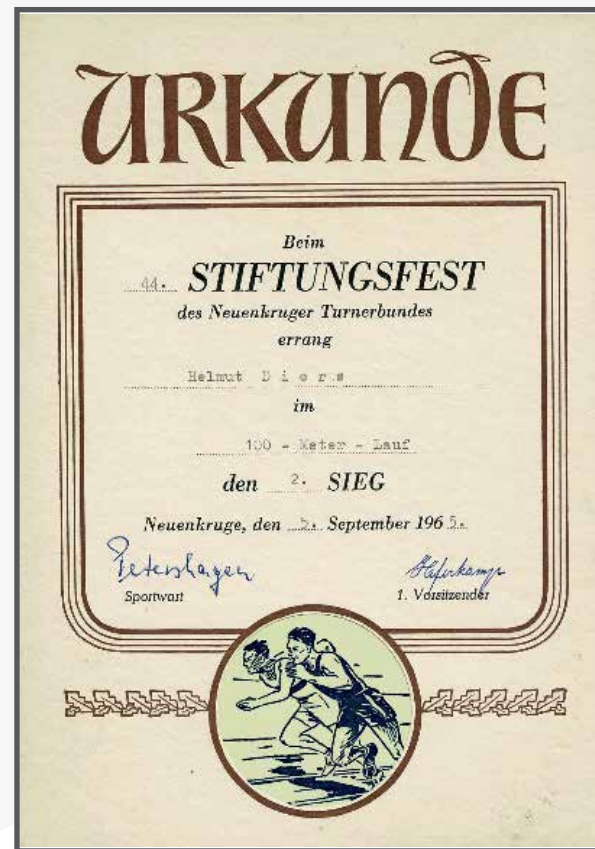 URKUNDE
Beim
44. STIFTUNGSFEST
des Neuenkruger Turnerbundes
errang
Helmut Diers
im
100 - Meter - Lauf
den 2. SIEG
Neuenkruge, den 5. September 1965.
Petershagen
Sportwart 1. Vorsitzender